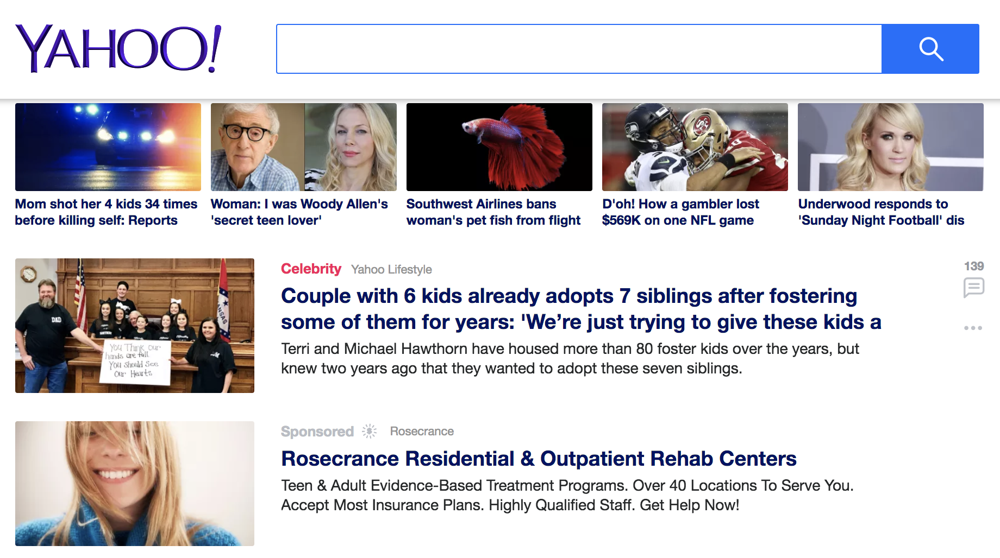 YAHOO!
Mom shot her 4 kids 34 times
before killing self: Reports
Woman: I was Woody Allen's
'secret teen lover'
Southwest Airlines bans
woman's pet fish from flight
D'oh! How a gambler lost
$569K on one NFL game
Underwood responds to
'Sunday Night Football' dis
DAD
You Think our
hands are full
You Should See
Our Hearts
Celebrity Yahoo Lifestyle
139
Couple with 6 kids already adopts 7 siblings after fostering
some of them for years: 'We’re just trying to give these kids a
Terri and Michael Hawthorn have housed more than 80 foster kids over the years, but
knew two years ago that they wanted to adopt these seven siblings.
Sponsored Rosecrance
Rosecrance Residential & Outpatient Rehab Centers
Teen & Adult Evidence-Based Treatment Programs. Over 40 Locations To Serve You.
Accept Most Insurance Plans. Highly Qualified Staff. Get Help Now!